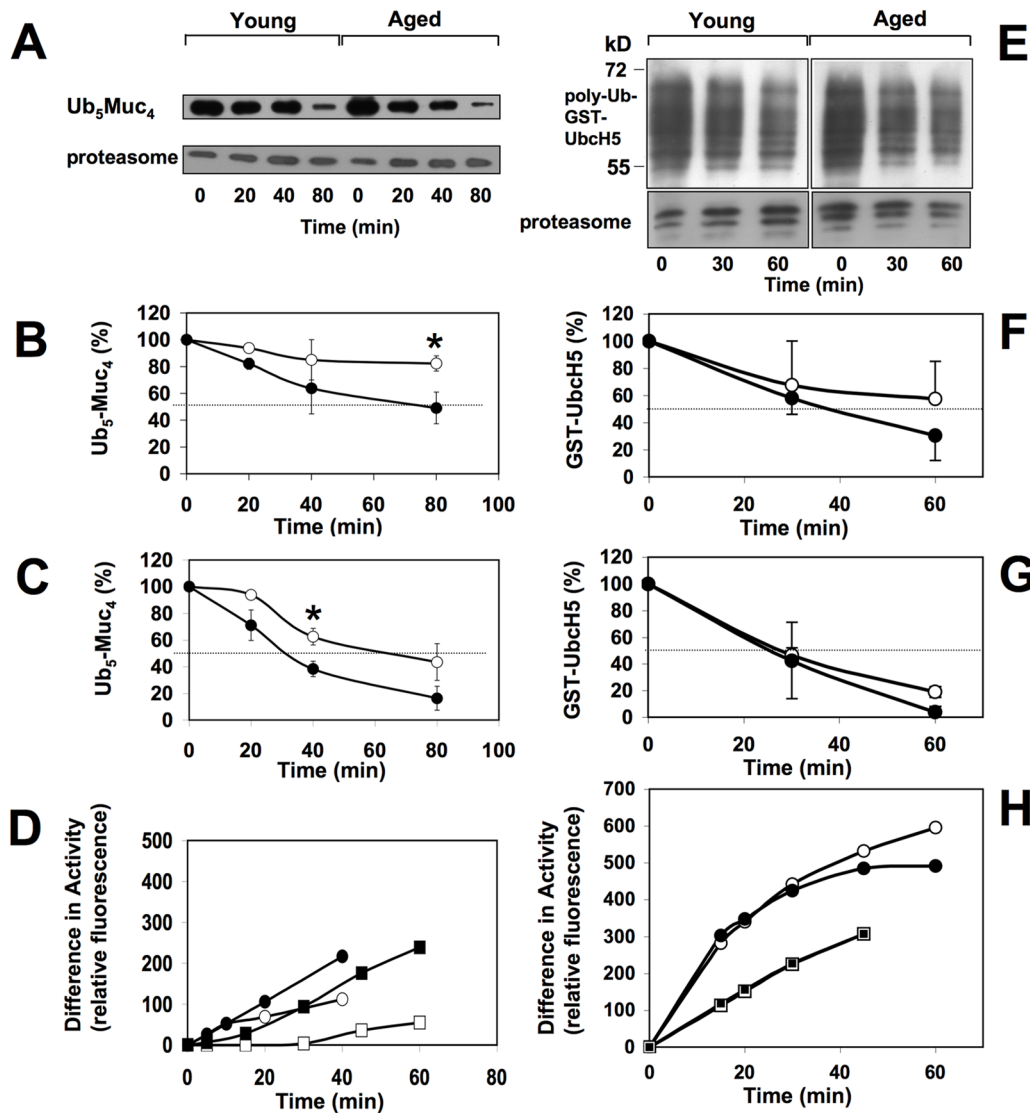 A
Young Aged
Ub5Muc4
proteasome
0 20 40 80 0 20 40 80
Time (min)
E
Young Aged
kD
72
poly-Ub-
GST-
UbcH5
55
proteasome
0 30 60 0 30 60
Time (min) Time (min)
B
Ub5-Muc4 (%)
120
100
80
60
40
20
0
0 20 40 60 80 100
Time (min)
*
F
GST-UbcH5 (%)
120
100
80
60
40
20
0
0 20 40 60
Time (min)
C
Ub5-Muc4 (%)
120
100
80
60
40
20
0
0 20 40 60 80 100
Time (min)
*
G
GST-UbcH5 (%)
120
100
80
60
40
20
0
0 20 40 60
Time (min)
D
Difference in Activity
(relative fluorescence)
500
400
300
200
100
0
0 20 40 60 80
Time (min)
H
Difference in Activity
(relative fluorescence)
700
600
500
400
300
200
100
0
0 20 40 60
Time (min)